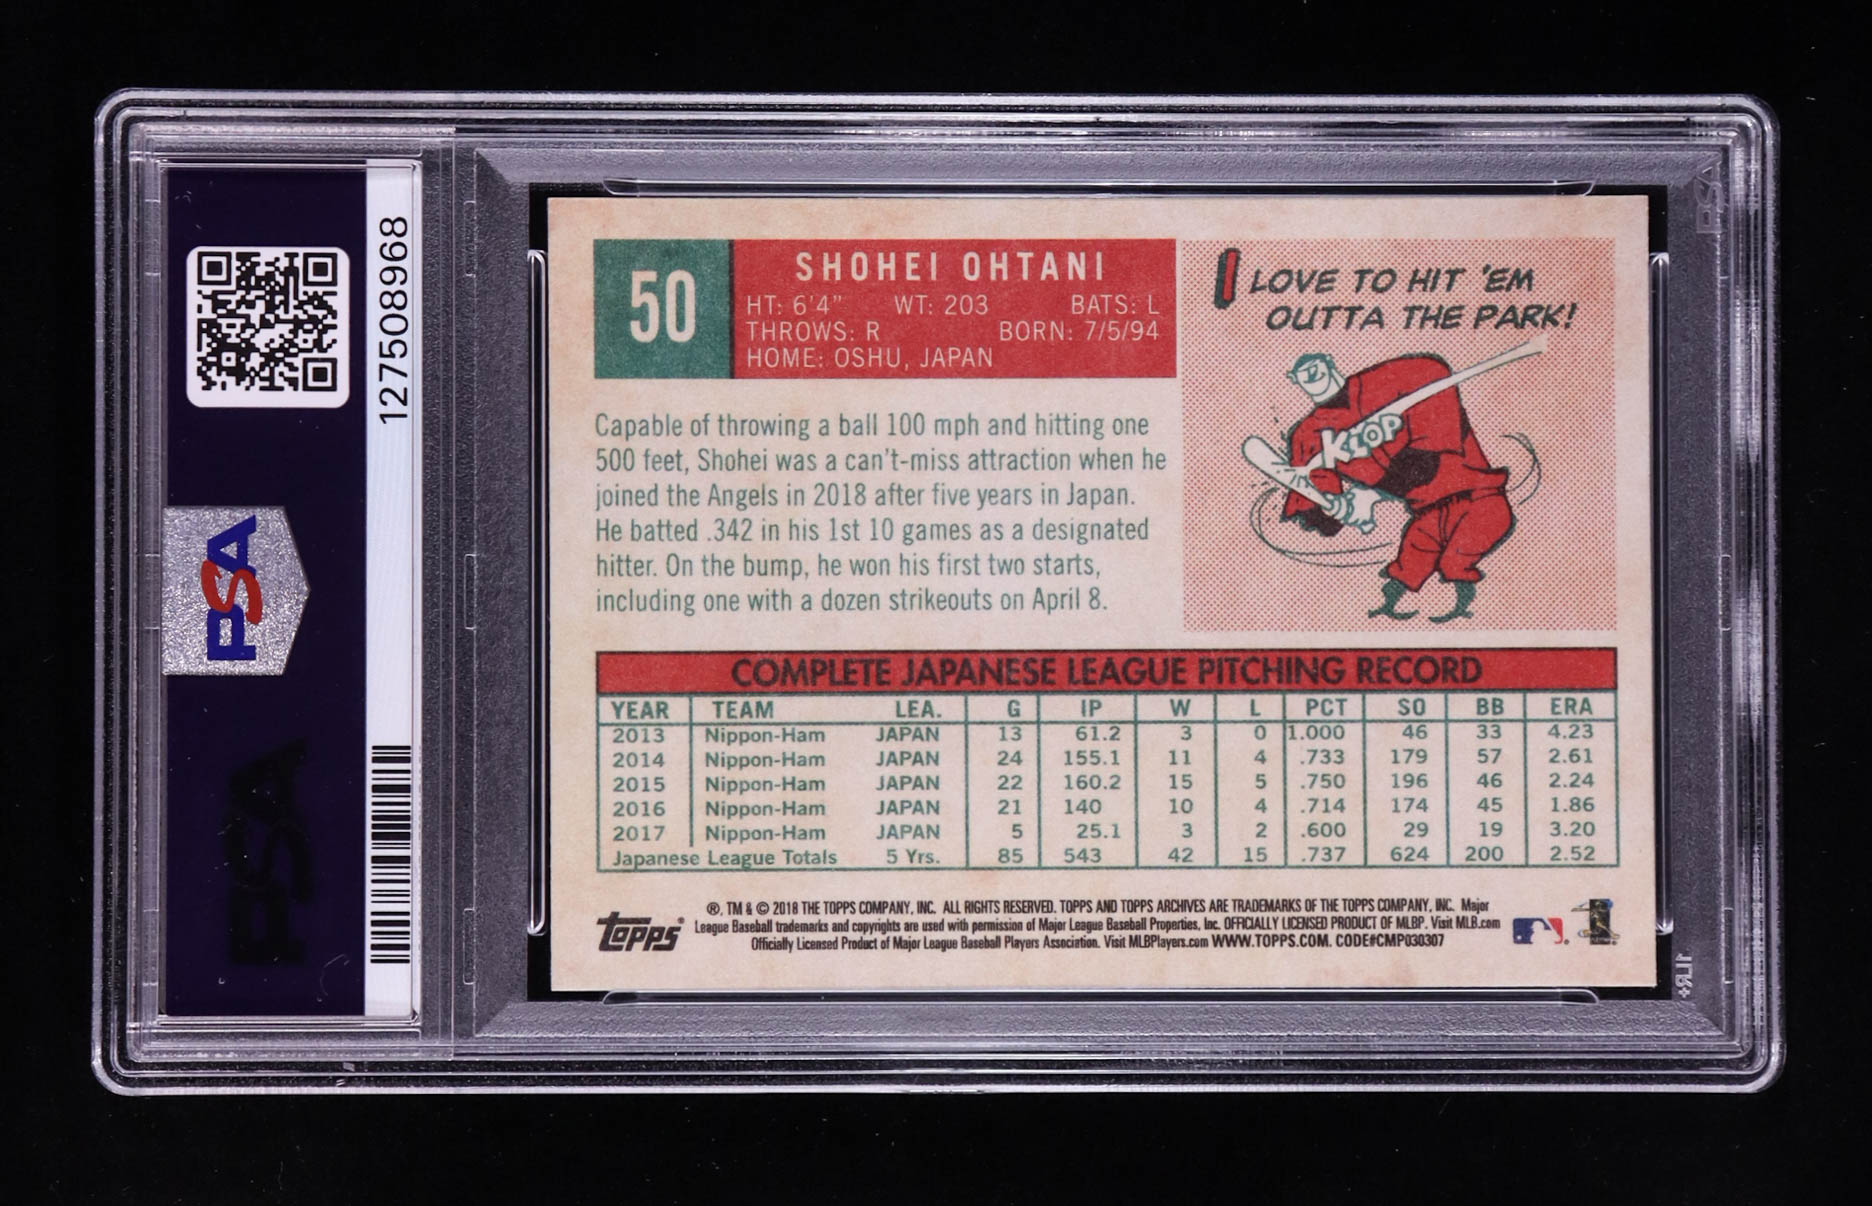 127508968
PSA
PSA
50
SHOHEI OHTANI
HT: 6'4" WT: 203 BATS: L
THROWS: R BORN: 7/5/94
HOME: OSHU, JAPAN
I LOVE TO HIT 'EM
OUTTA THE PARK!
KLOP
Capable of throwing a ball 100 mph and hitting one
500 feet, Shohei was a can't-miss attraction when he
joined the Angels in 2018 after five years in Japan.
He batted .342 in his 1st 10 games as a designated
hitter. On the bump, he won his first two starts,
including one with a dozen strikeouts on April 8.
COMPLETE JAPANESE LEAGUE PITCHING RECORD
YEAR TEAM LEA. G IP W L PCT SO BB ERA
2013 Nippon-Ham JAPAN 13 61.2 3 0 1.000 46 33 4.23
2014 Nippon-Ham JAPAN 24 155.1 11 4 .733 179 57 2.61
2015 Nippon-Ham JAPAN 22 160.2 15 5 .750 196 46 2.24
2016 Nippon-Ham JAPAN 21 140 10 4 .714 174 45 1.86
2017 Nippon-Ham JAPAN 5 25.1 3 2 .600 29 19 3.20
Japanese League Totals 5 Yrs. 85 543 42 15 .737 624 200 2.52
Topps®
®, TM & © 2018 THE TOPPS COMPANY, INC. ALL RIGHTS RESERVED. TOPPS AND TOPPS ARCHIVES ARE TRADEMARKS OF THE TOPPS COMPANY, INC. Major
League Baseball trademarks and copyrights are used with permission of Major League Baseball Properties, Inc. OFFICIALLY LICENSED PRODUCT OF MLBP. Visit MLB.com
Officially Licensed Product of Major League Baseball Players Association. Visit MLBPlayers.com WWW.TOPPS.COM. CODE#CMP030307
PSA
1LR+